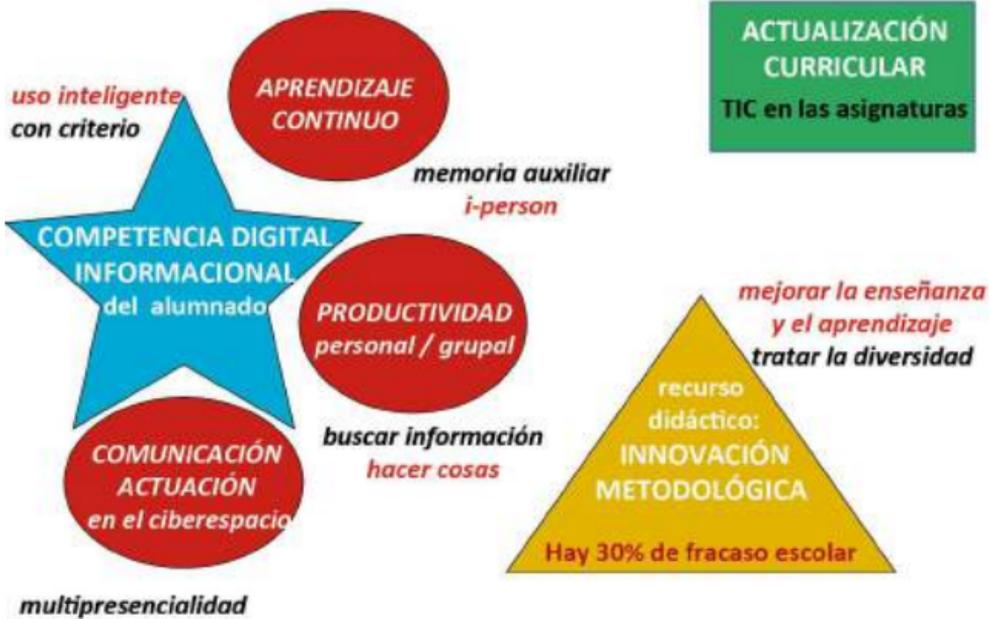 uso inteligente
con criterio
APRENDIZAJE
CONTINUO
memoria auxiliar
i-person
COMPETENCIA DIGITAL
INFORMACIONAL
del alumnado
PRODUCTIVIDAD
personal / grupal
buscar información
hacer cosas
COMUNICACIÓN
ACTUACIÓN
en el ciberespacio
multipresencialidad
ACTUALIZACIÓN
CURRICULAR
TIC en las asignaturas
mejorar la enseñanza
y el aprendizaje
tratar la diversidad
recurso
didáctico:
INNOVACIÓN
METODOLÓGICA
Hay 30% de fracaso escolar